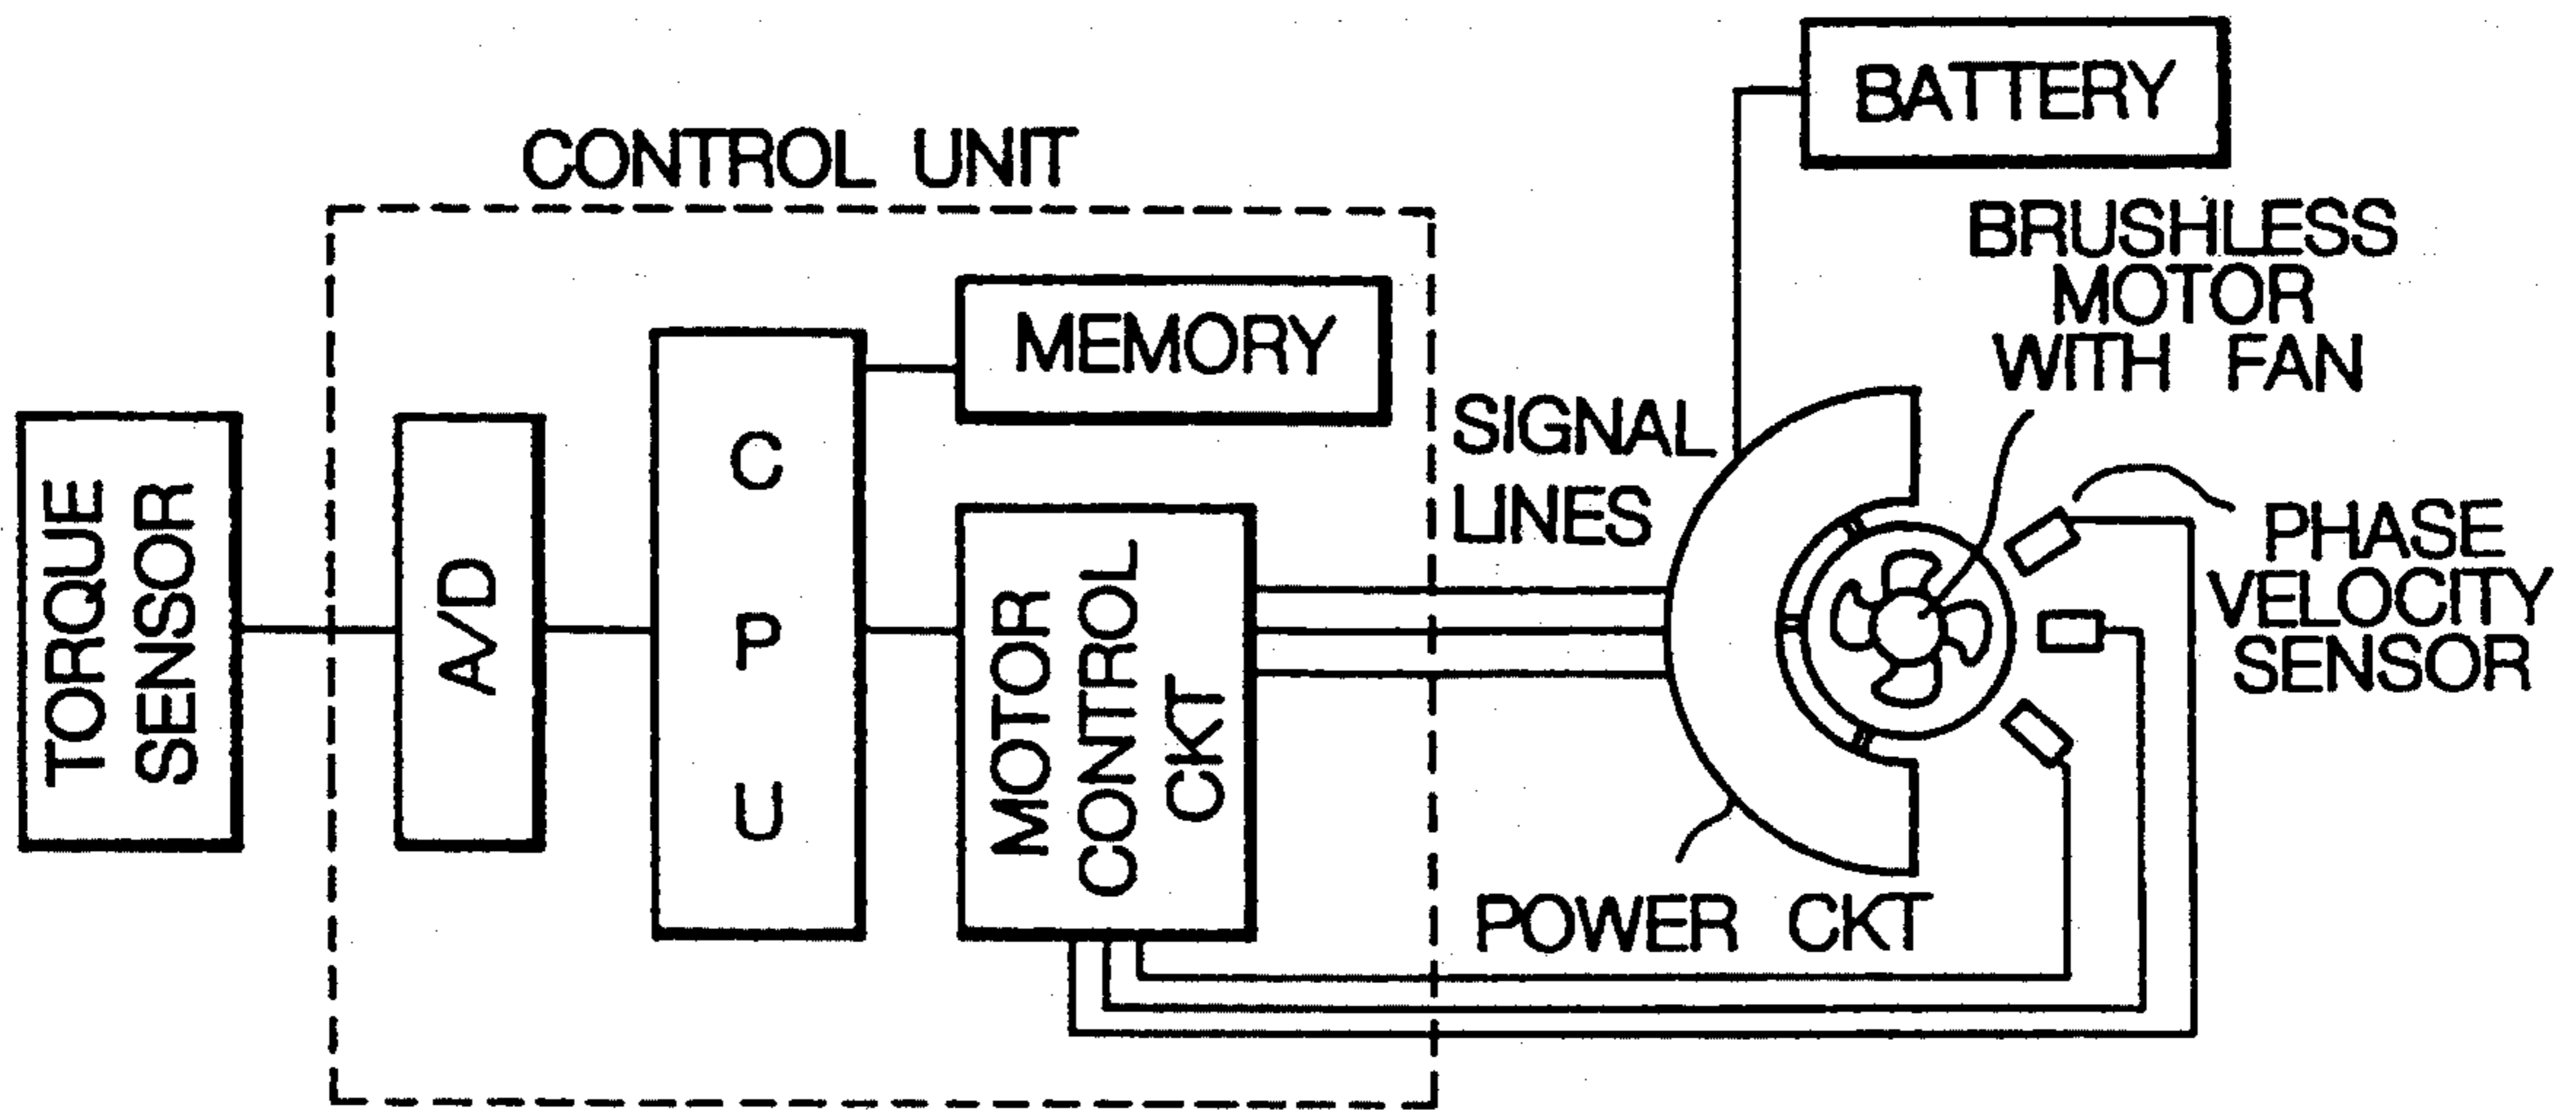 BATTERY
CONTROL UNIT
BRUSHLESS
MOTOR
WITH FAN
MEMORY
SIGNAL
LINES
TORQUE
SENSOR
A/D
C
P
U
MOTOR
CONTROL
CKT
PHASE
VELOCITY
SENSOR
POWER CKT